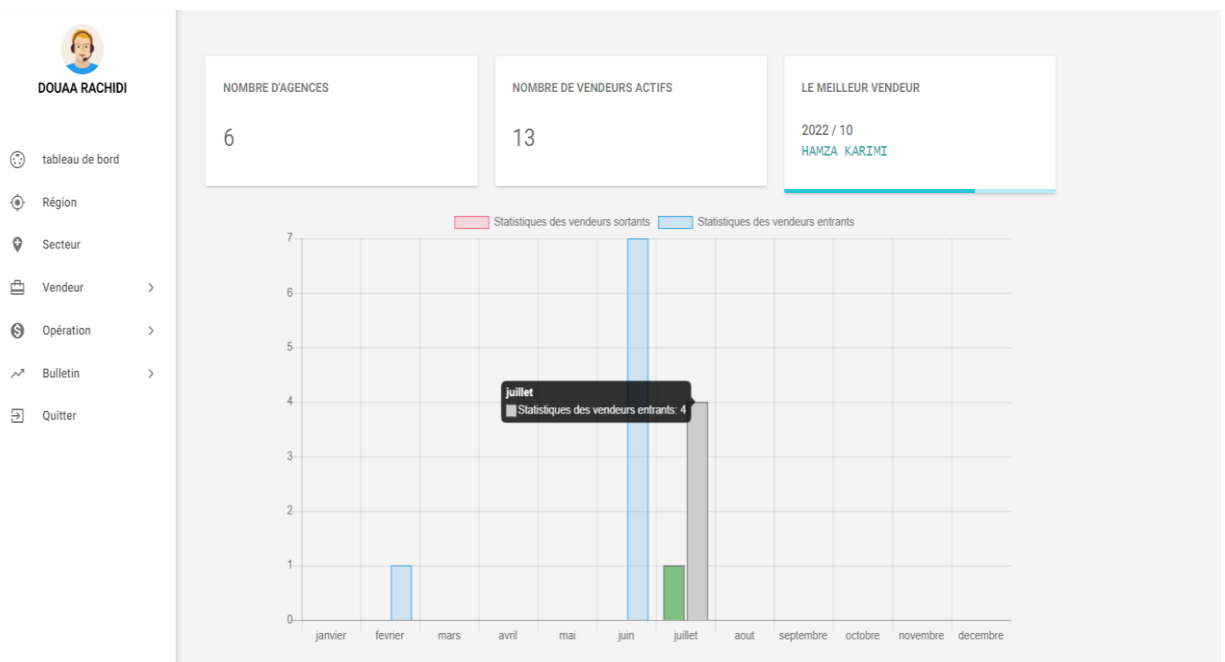 DOUAA RACHIDI
tableau de bord
Région
Secteur
Vendeur
Opération
Bulletin
Quitter
NOMBRE D'AGENCES
6
NOMBRE DE VENDEURS ACTIFS
13
LE MEILLEUR VENDEUR
2022 / 10
HAMZA KARIMI
Statistiques des vendeurs sortants Statistiques des vendeurs entrants
7
6
5
4
3
2
1
0
juillet
Statistiques des vendeurs entrants: 4
janvier fevrier mars avril mai juin juillet aout septembre octobre novembre decembre